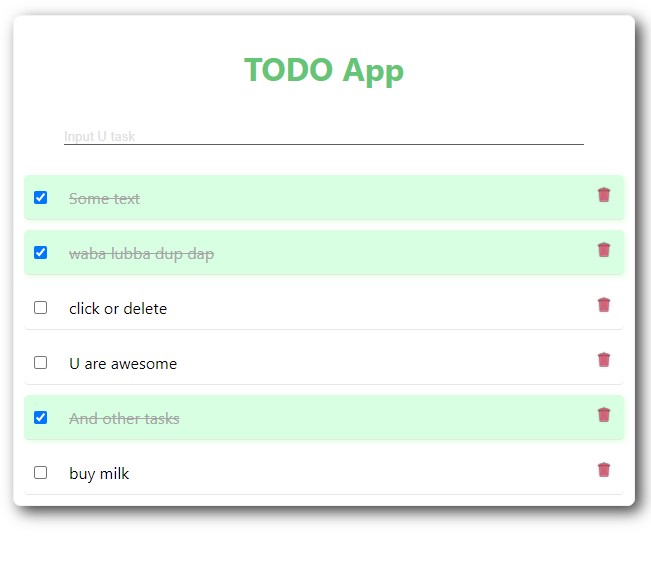 TODO App
Input U task
Some text
waba lubba dup dap
click or delete
U are awesome
And other tasks
buy milk